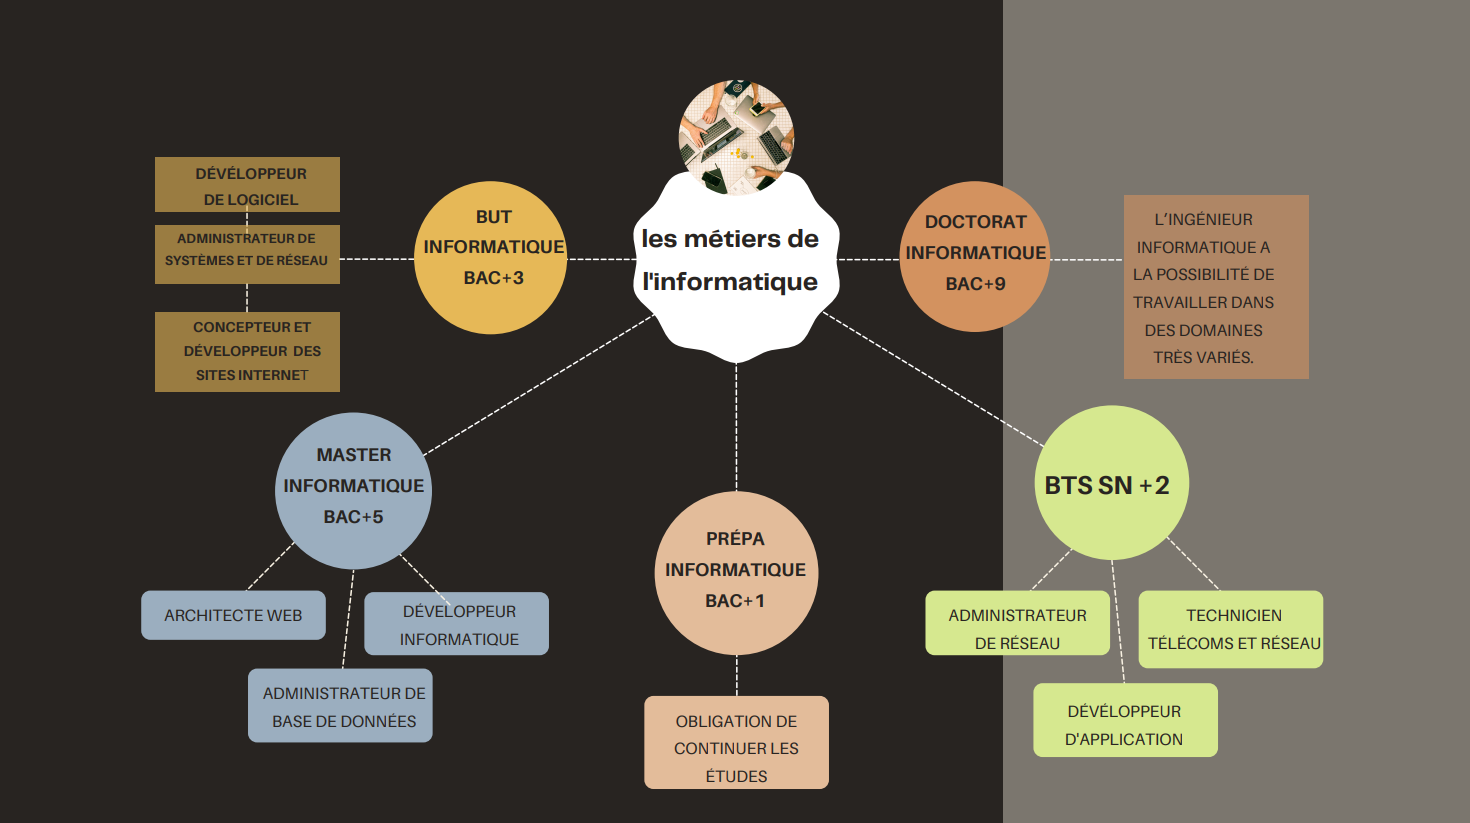 les métiers de
l'informatique
BUT
INFORMATIQUE
BAC+3
DÉVÉLOPPEUR
DE LOGICIEL
ADMINISTRATEUR DE
SYSTÈMES ET DE RÉSEAU
CONCEPTEUR ET
DÉVELOPPEUR DES
SITES INTERNET
DOCTORAT
INFORMATIQUE
BAC+9
L’INGÉNIEUR
INFORMATIQUE A
LA POSSIBILITÉ DE
TRAVAILLER DANS
DES DOMAINES
TRÈS VARIÉS.
MASTER
INFORMATIQUE
BAC+5
ARCHITECTE WEB
DÉVELOPPEUR
INFORMATIQUE
ADMINISTRATEUR DE
BASE DE DONNÉES
PRÉPA
INFORMATIQUE
BAC+1
OBLIGATION DE
CONTINUER LES
ÉTUDES
BTS SN +2
ADMINISTRATEUR
DE RÉSEAU
TECHNICIEN
TÉLÉCOMS ET RÉSEAU
DÉVÉLOPPEUR
D'APPLICATION